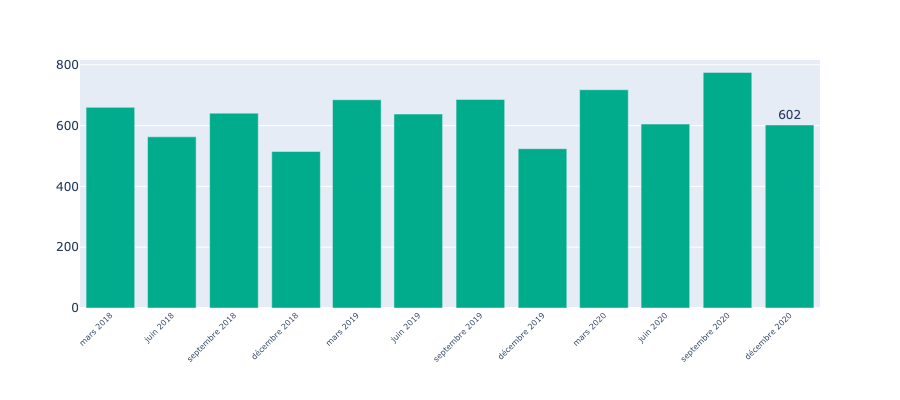 800
600
400
200
0
602
mars 2018
juin 2018
septembre 2018
décembre 2018
mars 2019
juin 2019
septembre 2019
décembre 2019
mars 2020
juin 2020
septembre 2020
décembre 2020